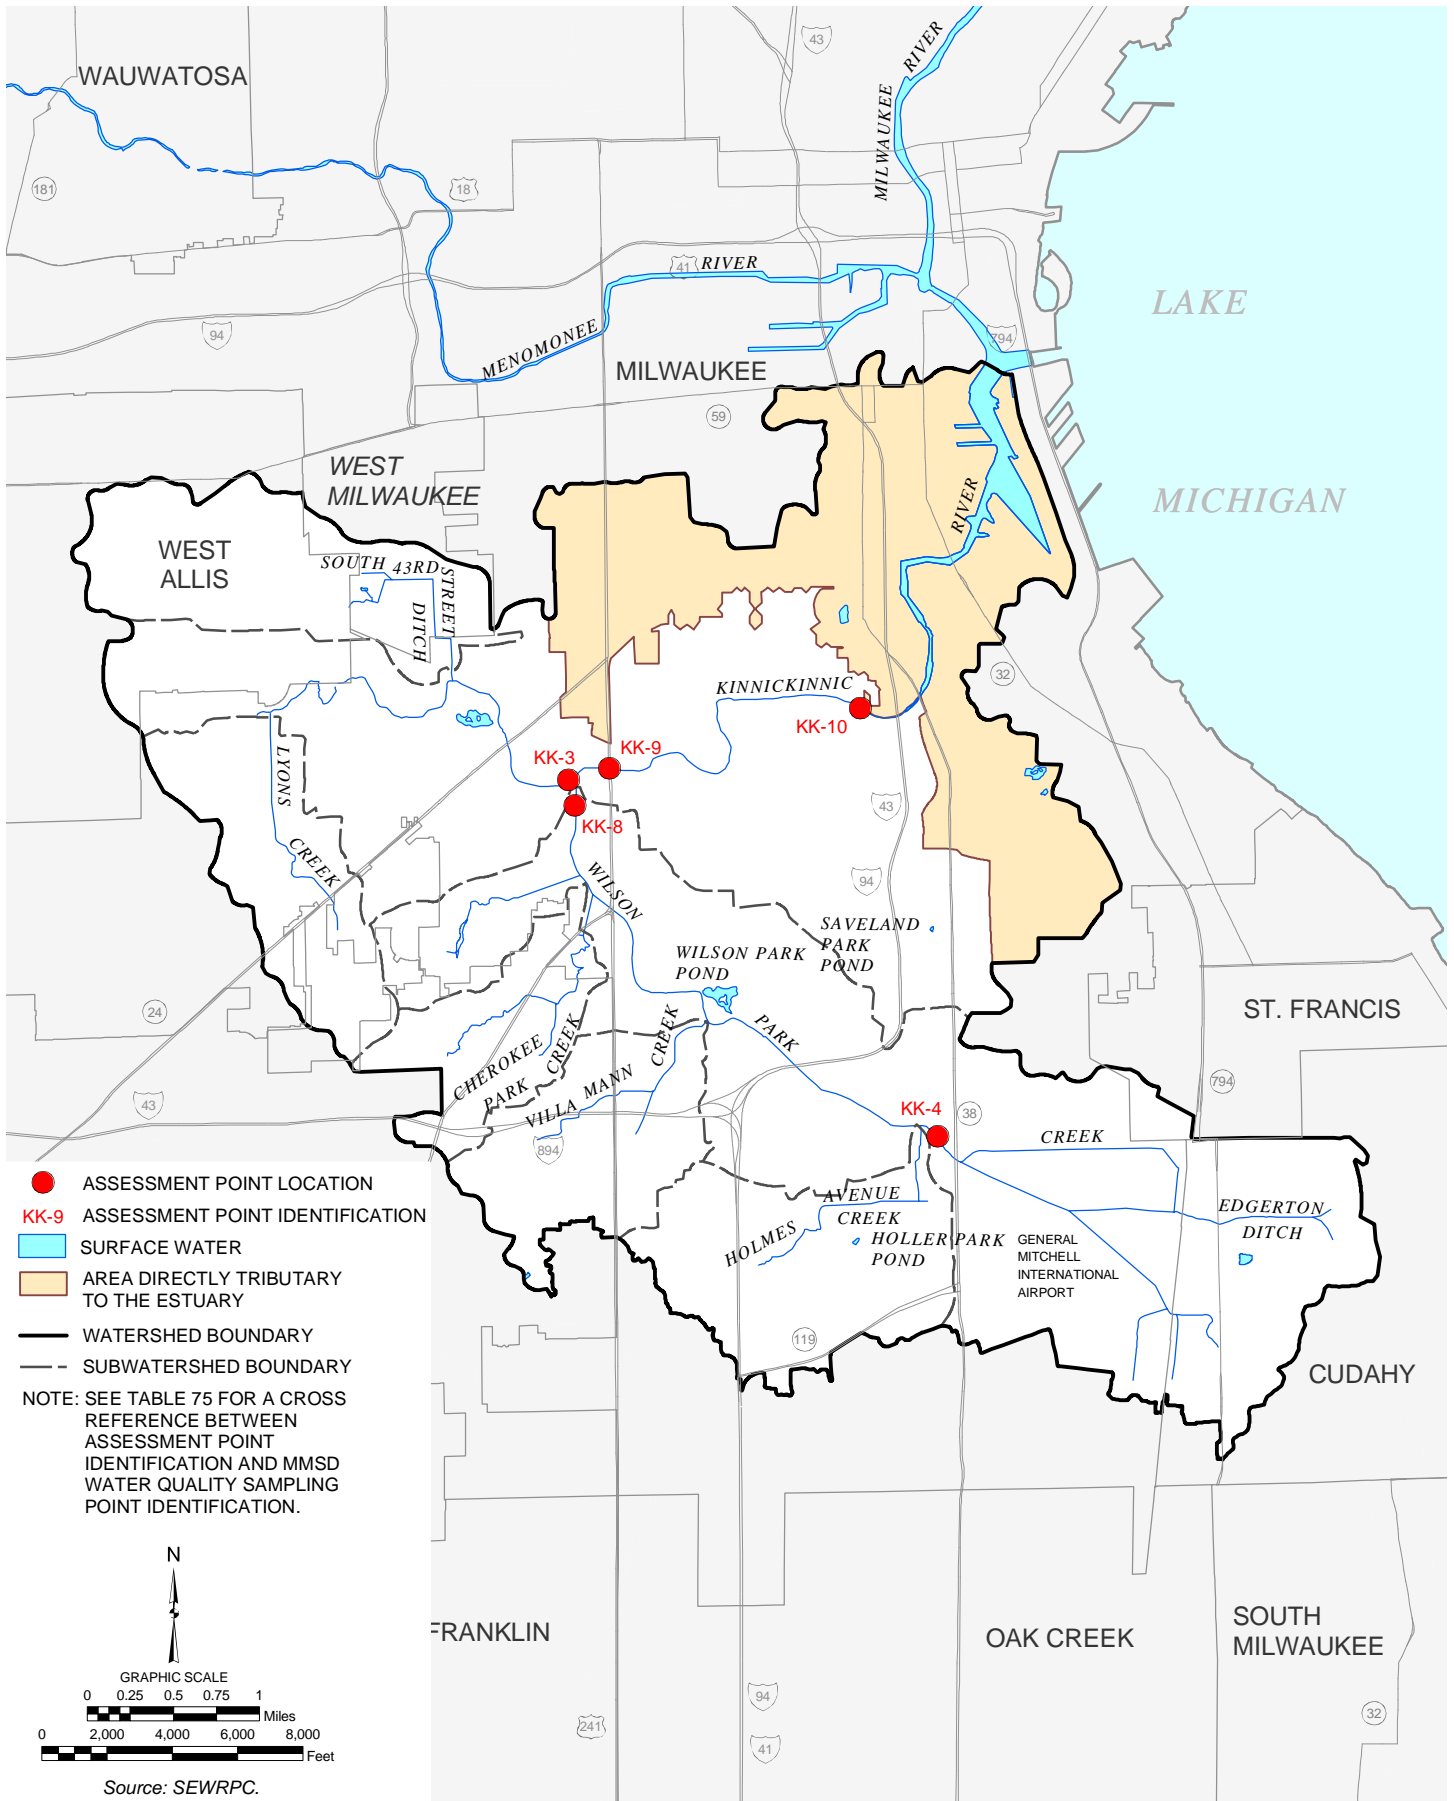 WAUWATOSA
43
MILWAUKEE RIVER
181
18
41
RIVER
LAKE
94
794
MENOMONEE
MILWAUKEE
59
WEST
MILWAUKEE
RIVER
MICHIGAN
WEST
ALLIS
SOUTH 43RD
STREET
DITCH
32
KINNICKINNIC
KK-10
KK-3
KK-9
LYONS
CREEK
43
KK-8
WILSON
94
SAVELAND
PARK
POND
WILSON PARK
POND
24
ST. FRANCIS
PARK
CREEK
CHEROKEE
PARK
CREEK
VILLA MANN
794
43
KK-4
38
894
CREEK
ASSESSMENT POINT LOCATION
KK-9
ASSESSMENT POINT IDENTIFICATION
SURFACE WATER
AREA DIRECTLY TRIBUTARY
TO THE ESTUARY
WATERSHED BOUNDARY
SUBWATERSHED BOUNDARY
NOTE: SEE TABLE 75 FOR A CROSS
REFERENCE BETWEEN
ASSESSMENT POINT
IDENTIFICATION AND MMSD
WATER QUALITY SAMPLING
POINT IDENTIFICATION.
HOLMES
AVENUE
CREEK
HOLLER PARK
POND
EDGERTON
DITCH
GENERAL
MITCHELL
INTERNATIONAL
AIRPORT
119
CUDAHY
N
GRAPHIC SCALE
0 0.25 0.5 0.75 1
Miles
0 2,000 4,000 6,000 8,000
Feet
Source: SEWRPC.
FRANKLIN
OAK CREEK
SOUTH
MILWAUKEE
94
241
41
32